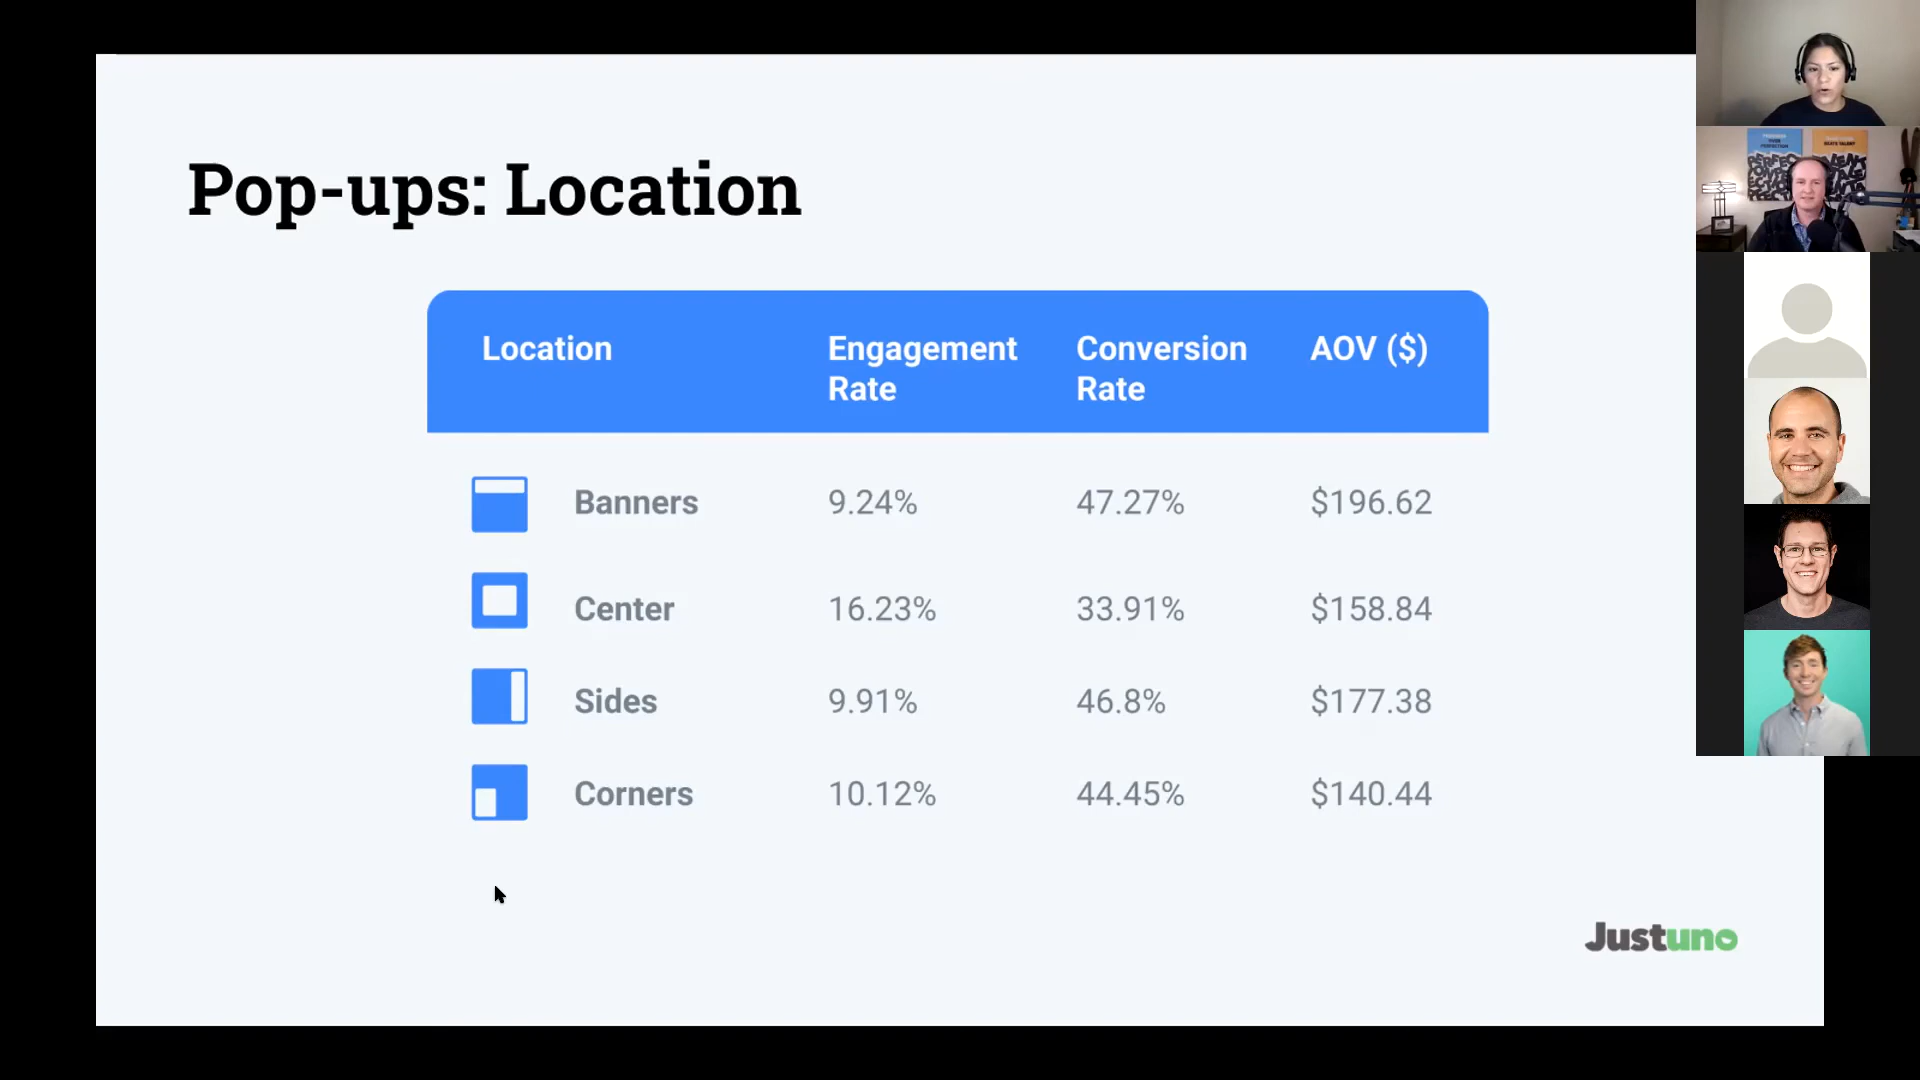 Pop-ups: Location
Location Engagement Rate Conversion Rate AOV ($)
Banners 9.24% 47.27% $196.62
Center 16.23% 33.91% $158.84
Sides 9.91% 46.8% $177.38
Corners 10.12% 44.45% $140.44
Justuno